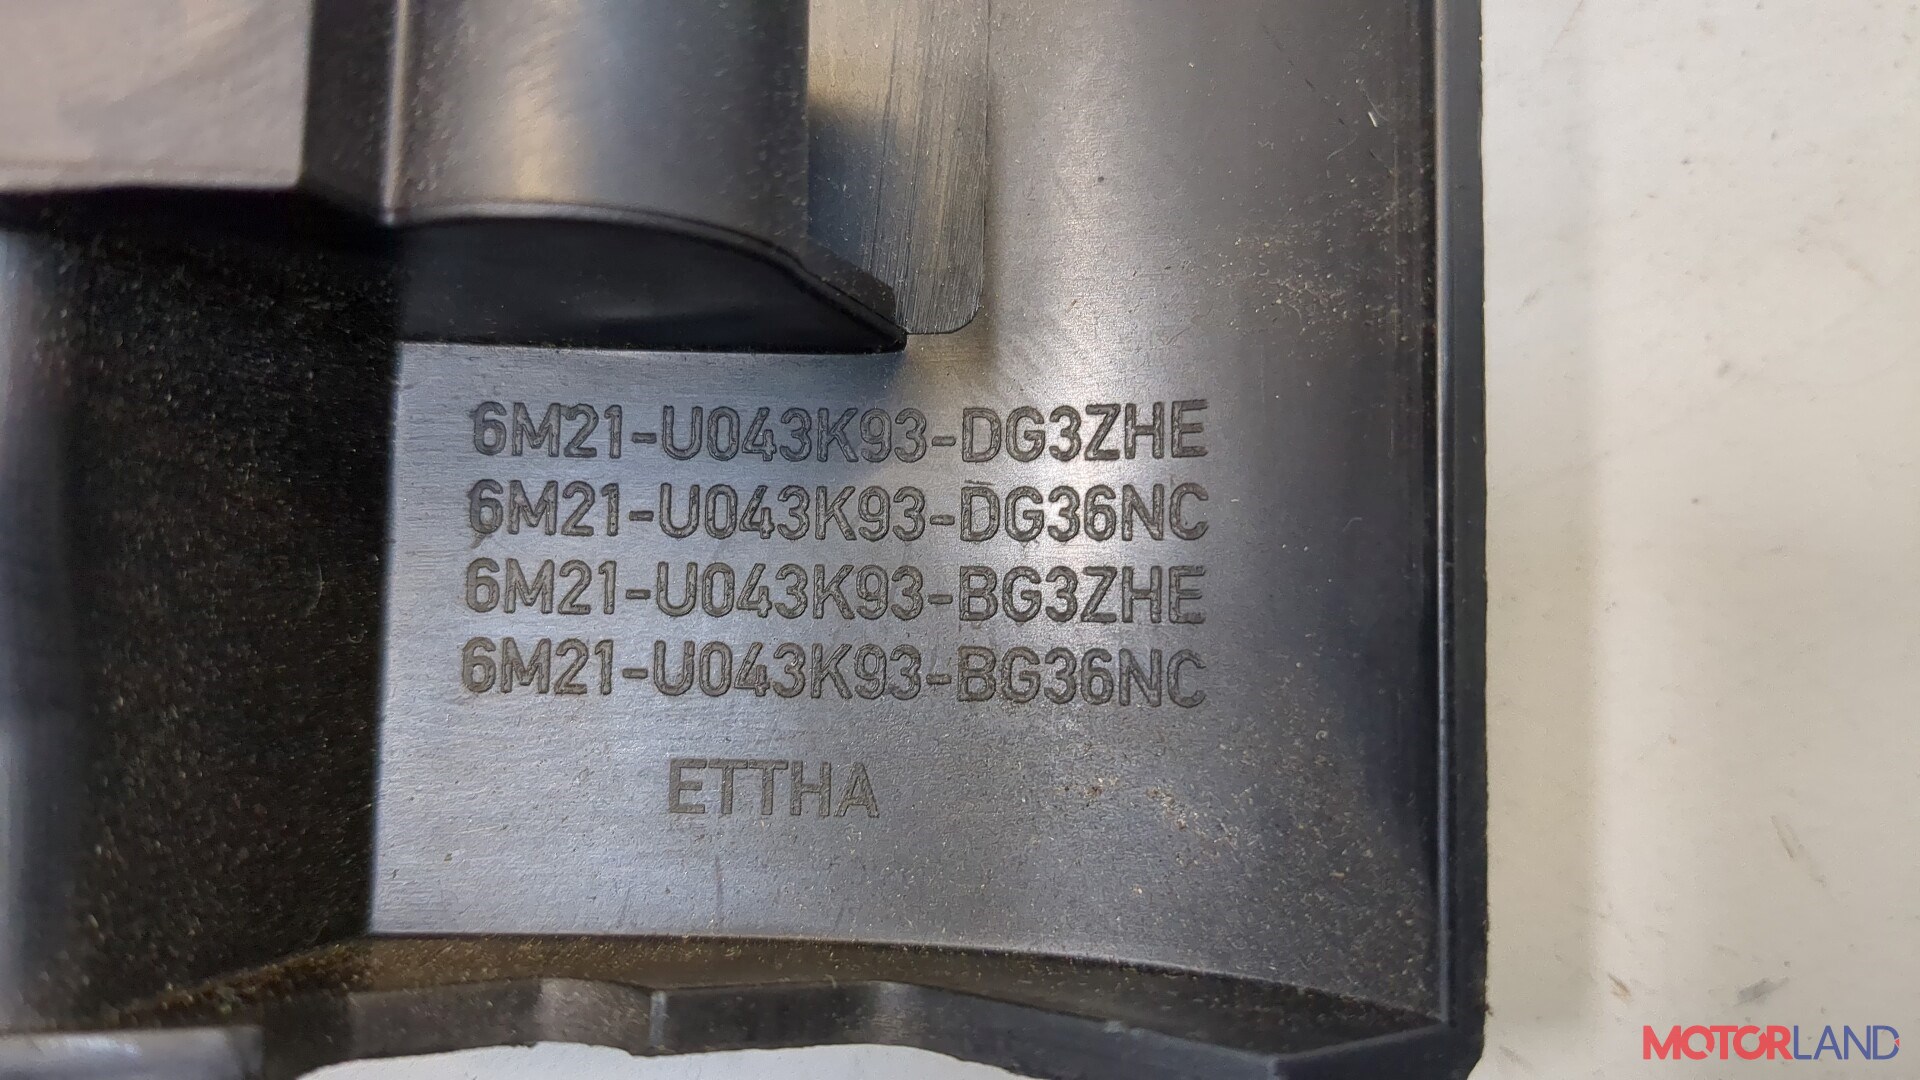 6M21-U043K93-DG3ZHE
6M21-U043K93-DG36NC
6M21-U043K93-BG3ZHE
6M21-U043K93-BG36NC
ETTHA
MOTORLAND